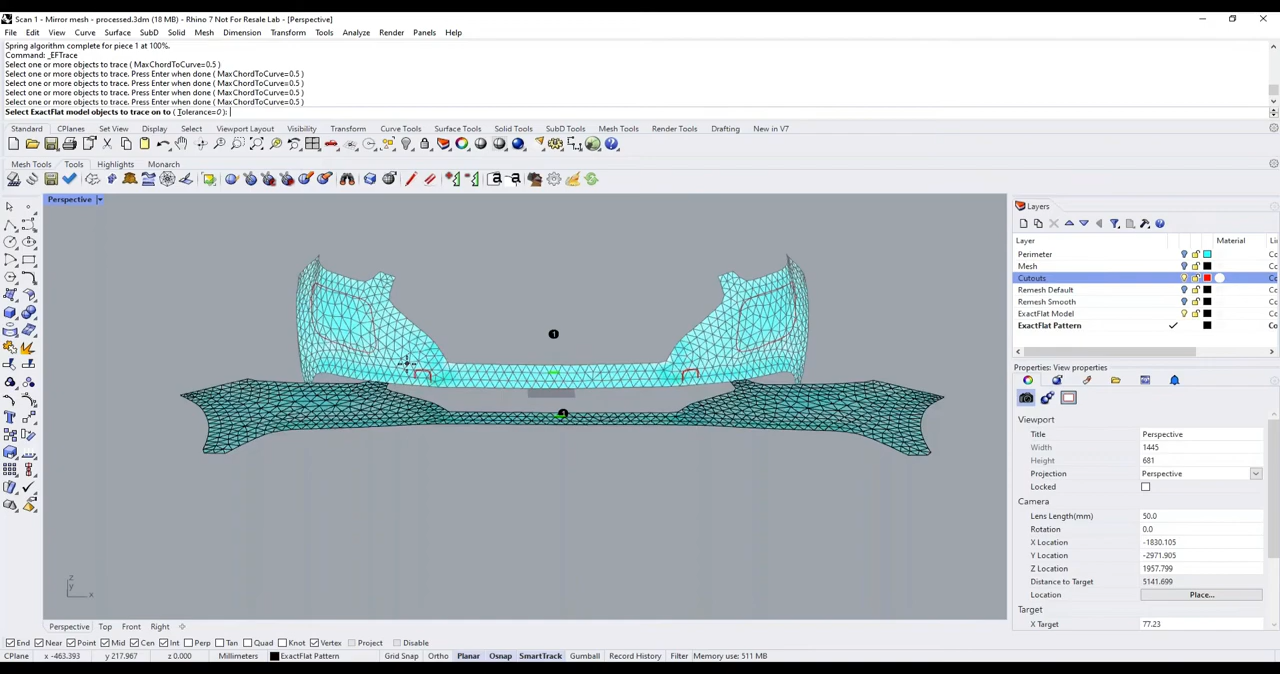 Scan 1 - Mirror mesh - processed.3dm (18 MB) - Rhino 7 Not For Resale Lab - [Perspective]
File Edit View Curve Surface SubD Solid Mesh Dimension Transform Tools Analyze Render Panels Help
Spring algorithm complete for piece 1 at 100%.
Command: _EFTrace
Select one or more objects to trace ( MaxChordToCurve=0.5 )
Select one or more objects to trace. Press Enter when done ( MaxChordToCurve=0.5 )
Select one or more objects to trace. Press Enter when done ( MaxChordToCurve=0.5 )
Select one or more objects to trace. Press Enter when done ( MaxChordToCurve=0.5 )
Select one or more objects to trace. Press Enter when done ( MaxChordToCurve=0.5 )
Select ExactFlat model objects to trace on to ( Tolerance=0 ):
Standard CPlanes Set View Display Select Viewport Layout Visibility Transform Curve Tools Surface Tools Solid Tools SubD Tools Mesh Tools Render Tools Drafting New in V7
Mesh Tools Tools Highlights Monarch
Perspective
Layers
Layer Material Li
Perimeter Cc
Mesh Cc
Cutouts Cc
Remesh Default Cc
Remesh Smooth Cc
ExactFlat Model Cc
ExactFlat Pattern Cc
1
1
Properties: View properties
Viewport
Title Perspective
Width 1445
Height 681
Projection Perspective
Locked
Camera
Lens Length(mm) 50.0
Rotation 0.0
X Location -1830.105
Y Location -2971.905
Z Location 1957.799
Distance to Target 5141.699
Location Place...
Target
X Target 77.23
z
y
x
Perspective Top Front Right
End Near Point Mid Cen Int Perp Tan Quad Knot Vertex Project Disable
CPlane x -463.393 y 217.967 z 0.000 Millimeters ExactFlat Pattern Grid Snap Ortho Planar Osnap SmartTrack Gumball Record History Filter Memory use: 511 MB